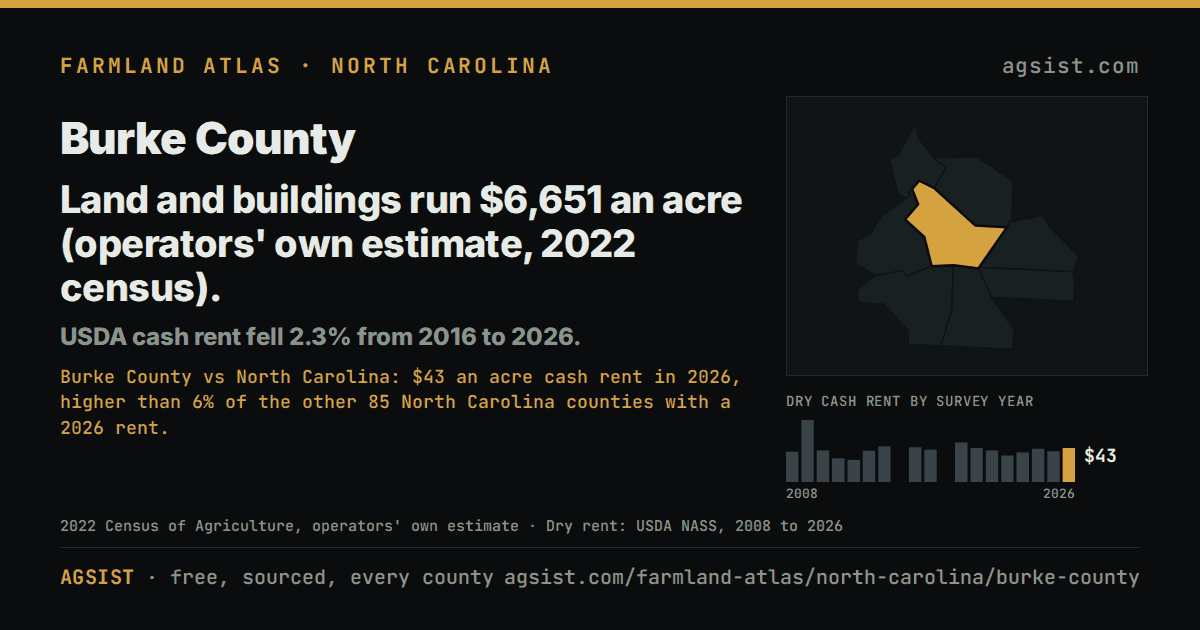 FARMLAND ATLAS · NORTH CAROLINA
agsist.com
Burke County
Land and buildings run $6,651 an acre
(operators' own estimate, 2022
census).
USDA cash rent fell 2.3% from 2016 to 2026.
Burke County vs North Carolina: $43 an acre cash rent in 2026,
higher than 6% of the other 85 North Carolina counties with a
2026 rent.
DRY CASH RENT BY SURVEY YEAR
$43
2008
2026
2022 Census of Agriculture, operators' own estimate · Dry rent: USDA NASS, 2008 to 2026
AGSIST · free, sourced, every county
agsist.com/farmland-atlas/north-carolina/burke-county